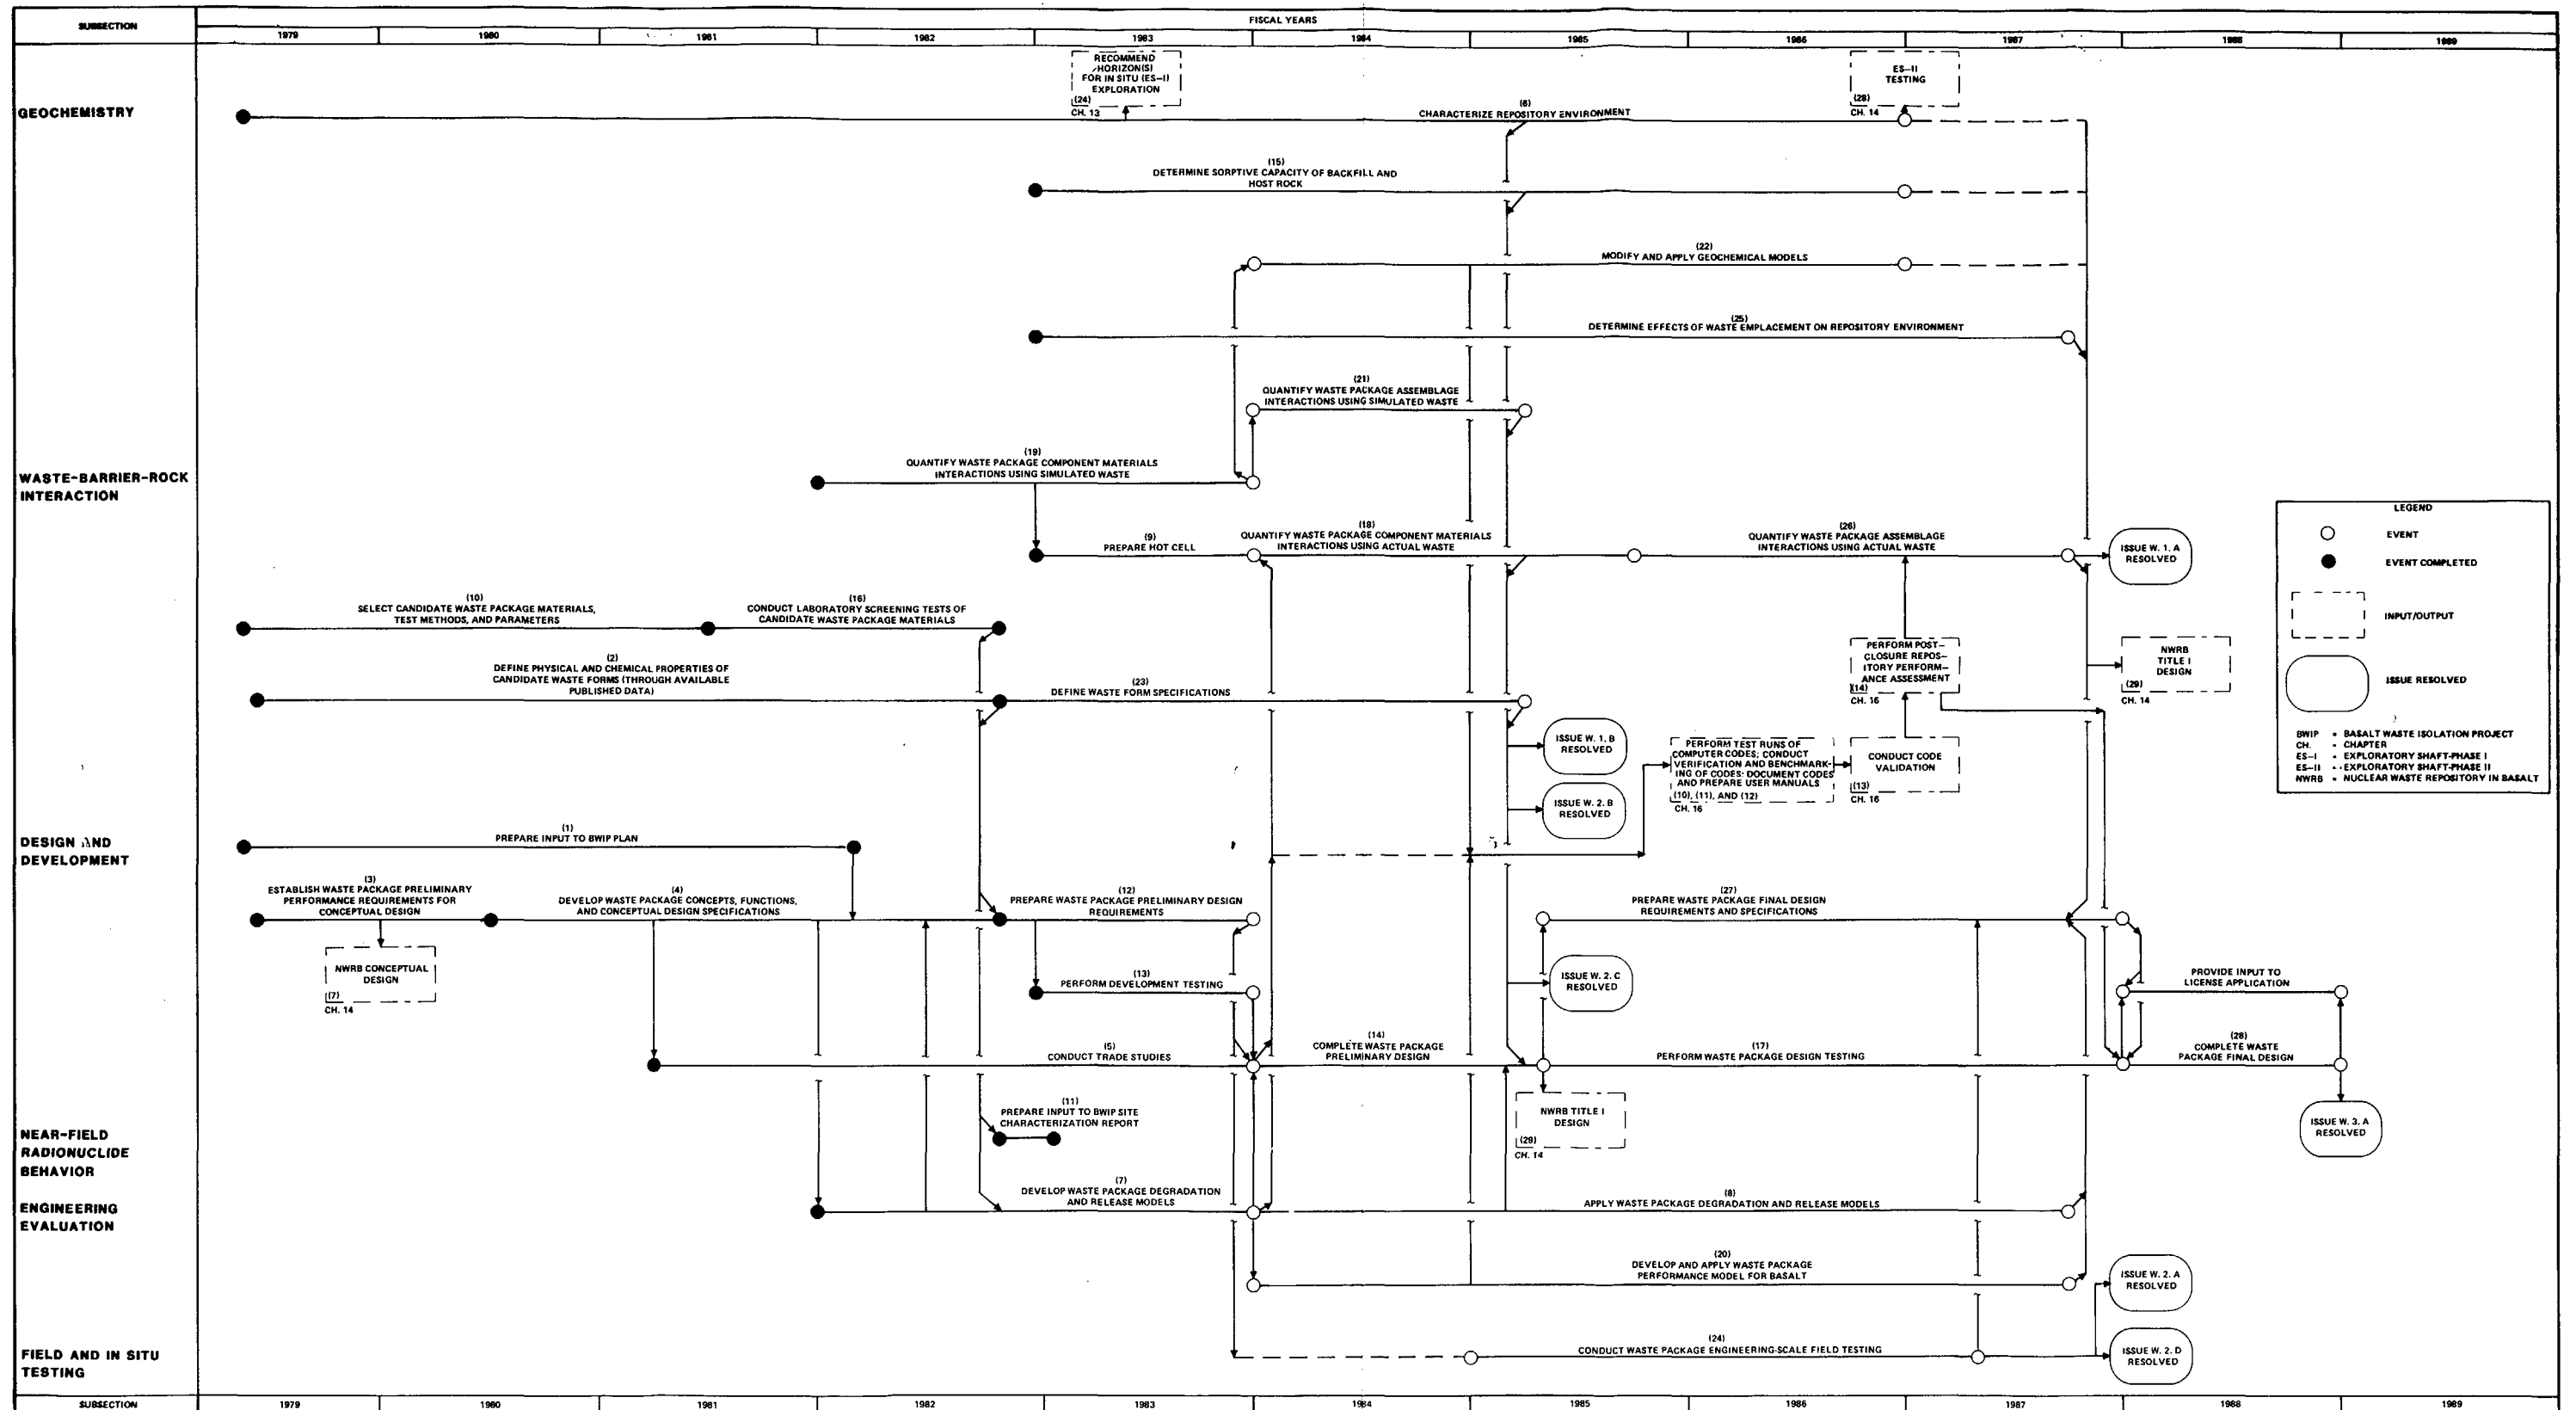 SUBSECTION
FISCAL YEARS
1979 1980 1981 1982 1983 1984 1985 1986 1987 1988 1989
RECOMMEND
HORIZON(S)
FOR IN SITU (ES-II)
EXPLORATION
(24)
CH. 13
ES-II
TESTING
(28)
CH. 14
GEOCHEMISTRY
(6)
CHARACTERIZE REPOSITORY ENVIRONMENT
(15)
DETERMINE SORPTIVE CAPACITY OF BACKFILL AND
HOST ROCK
(22)
MODIFY AND APPLY GEOCHEMICAL MODELS
(25)
DETERMINE EFFECTS OF WASTE EMPLACEMENT ON REPOSITORY ENVIRONMENT
(21)
QUANTIFY WASTE PACKAGE ASSEMBLAGE
INTERACTIONS USING SIMULATED WASTE
WASTE-BARRIER-ROCK
INTERACTION
(19)
QUANTIFY WASTE PACKAGE COMPONENT MATERIALS
INTERACTIONS USING SIMULATED WASTE
(9)
PREPARE HOT CELL
(18)
QUANTIFY WASTE PACKAGE COMPONENT MATERIALS
INTERACTIONS USING ACTUAL WASTE
(26)
QUANTIFY WASTE PACKAGE ASSEMBLAGE
INTERACTIONS USING ACTUAL WASTE
ISSUE W. 1. A
RESOLVED
LEGEND
EVENT
EVENT COMPLETED
INPUT/OUTPUT
ISSUE RESOLVED
BWIP = BASALT WASTE ISOLATION PROJECT
CH. = CHAPTER
ES-I = EXPLORATORY SHAFT-PHASE I
ES-II = EXPLORATORY SHAFT-PHASE II
NWRB = NUCLEAR WASTE REPOSITORY IN BASALT
(10)
SELECT CANDIDATE WASTE PACKAGE MATERIALS,
TEST METHODS, AND PARAMETERS
(16)
CONDUCT LABORATORY SCREENING TESTS OF
CANDIDATE WASTE PACKAGE MATERIALS
(2)
DEFINE PHYSICAL AND CHEMICAL PROPERTIES OF
CANDIDATE WASTE FORMS (THROUGH AVAILABLE
PUBLISHED DATA)
(23)
DEFINE WASTE FORM SPECIFICATIONS
PERFORM POST-
CLOSURE REPOS-
ITORY PERFORM-
ANCE ASSESSMENT
(14)
CH. 16
NWRB
TITLE I
DESIGN
(29)
CH. 14
ISSUE W. 1. B
RESOLVED
ISSUE W. 2. B
RESOLVED
PERFORM TEST RUNS OF
COMPUTER CODES; CONDUCT
VERIFICATION AND BENCHMARK-
ING OF CODES; DOCUMENT CODES
AND PREPARE USER MANUALS
(10), (11), AND (12)
CH. 16
CONDUCT CODE
VALIDATION
(13)
CH. 16
DESIGN AND
DEVELOPMENT
(1)
PREPARE INPUT TO BWIP PLAN
(3)
ESTABLISH WASTE PACKAGE PRELIMINARY
PERFORMANCE REQUIREMENTS FOR
CONCEPTUAL DESIGN
(4)
DEVELOP WASTE PACKAGE CONCEPTS, FUNCTIONS,
AND CONCEPTUAL DESIGN SPECIFICATIONS
(12)
PREPARE WASTE PACKAGE PRELIMINARY DESIGN
REQUIREMENTS
(27)
PREPARE WASTE PACKAGE FINAL DESIGN
REQUIREMENTS AND SPECIFICATIONS
NWRB CONCEPTUAL
DESIGN
(7)
CH. 14
(13)
PERFORM DEVELOPMENT TESTING
ISSUE W. 2. C
RESOLVED
PROVIDE INPUT TO
LICENSE APPLICATION
(5)
CONDUCT TRADE STUDIES
(14)
COMPLETE WASTE PACKAGE
PRELIMINARY DESIGN
(17)
PERFORM WASTE PACKAGE DESIGN TESTING
(28)
COMPLETE WASTE
PACKAGE FINAL DESIGN
(11)
PREPARE INPUT TO BWIP SITE
CHARACTERIZATION REPORT
NWRB TITLE I
DESIGN
(29)
CH. 14
ISSUE W. 3. A
RESOLVED
NEAR-FIELD
RADIONUCLIDE
BEHAVIOR
ENGINEERING
EVALUATION
(7)
DEVELOP WASTE PACKAGE DEGRADATION
AND RELEASE MODELS
(8)
APPLY WASTE PACKAGE DEGRADATION AND RELEASE MODELS
(20)
DEVELOP AND APPLY WASTE PACKAGE
PERFORMANCE MODEL FOR BASALT
ISSUE W. 2. A
RESOLVED
FIELD AND IN SITU
TESTING
(24)
CONDUCT WASTE PACKAGE ENGINEERING-SCALE FIELD TESTING
ISSUE W. 2. D
RESOLVED
SUBSECTION
1979 1980 1981 1982 1983 1984 1985 1986 1987 1988 1989